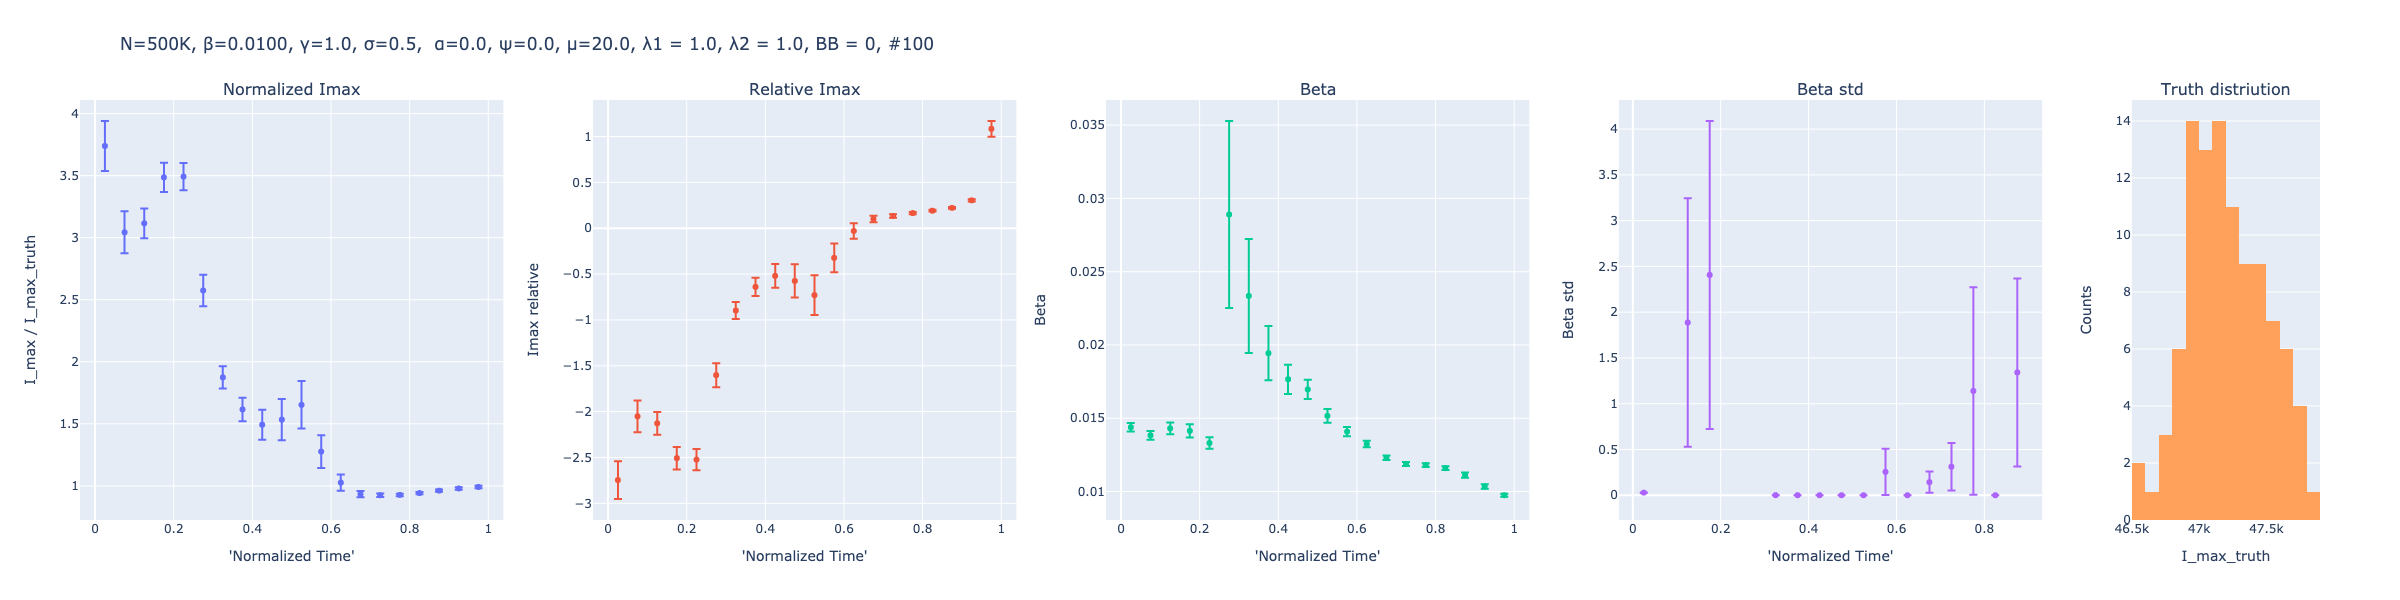 N=500K, β=0.0100, γ=1.0, σ=0.5,  α=0.0, ψ=0.0, μ=20.0, λ1 = 1.0, λ2 = 1.0, BB = 0, #100
Normalized Imax
4
3.5
3
2.5
2
1.5
1
I_max / I_max_truth
0 0.2 0.4 0.6 0.8 1
'Normalized Time'
Relative Imax
1
0.5
0
−0.5
−1
−1.5
−2
−2.5
−3
Imax relative
0 0.2 0.4 0.6 0.8 1
'Normalized Time'
Beta
0.035
0.03
0.025
0.02
0.015
0.01
Beta
0 0.2 0.4 0.6 0.8 1
'Normalized Time'
Beta std
4
3.5
3
2.5
2
1.5
1
0.5
0
Beta std
0 0.2 0.4 0.6 0.8
'Normalized Time'
Truth distriution
14
12
10
8
6
4
2
0
Counts
46.5k 47k 47.5k
I_max_truth